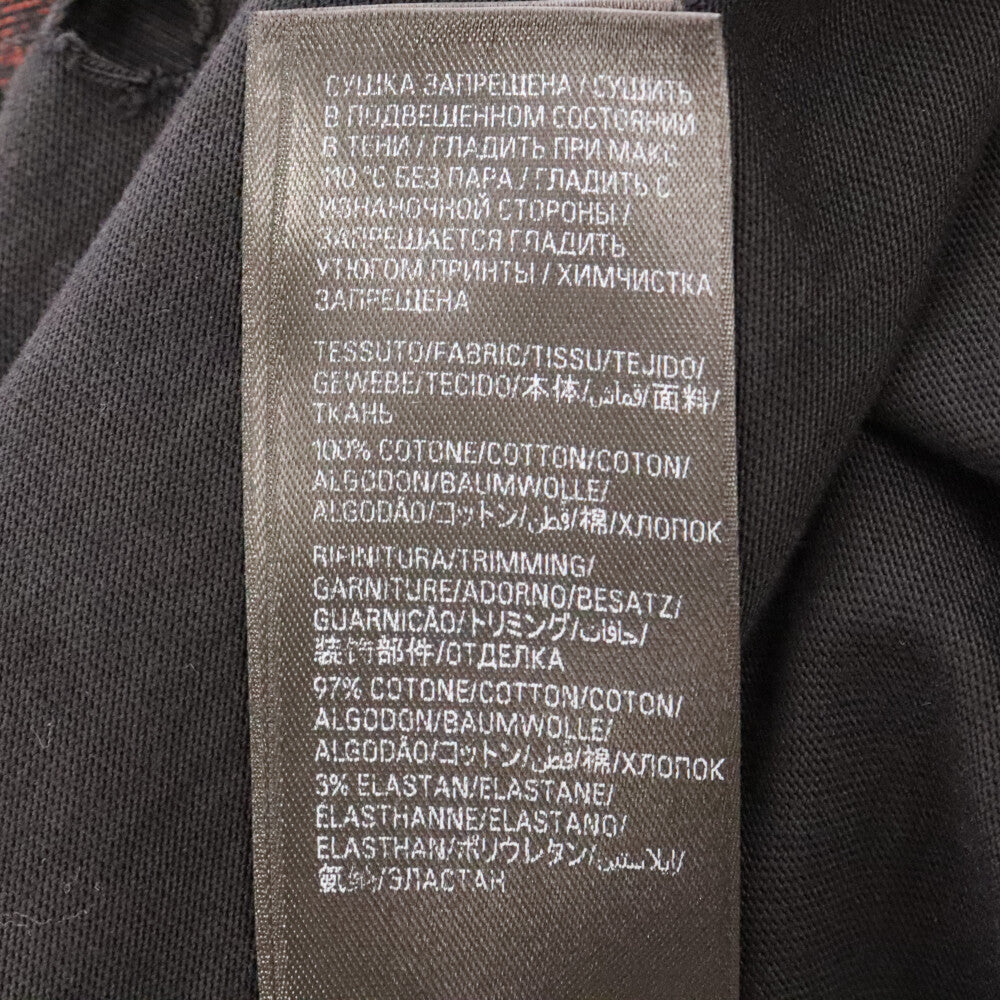 СУШКА ЗАПРЕЩЕНА / СУШИТЬ
В ПОДВЕШЕННОМ СОСТОЯНИИ
В ТЕНИ / ГЛАДИТЬ ПРИ МАКС
110 °C БЕЗ ПАРА / ГЛАДИТЬ С
ИЗНАНОЧНОЙ СТОРОНЫ /
ЗАПРЕЩАЕТСЯ ГЛАДИТЬ
УТЮГОМ ПРИНТЫ / ХИМЧИСТКА
ЗАПРЕЩЕНА
TESSUTO/FABRIC/TISSU/TEJIDO/
GEWEBE/TECIDO/本体/قماش/面料/
ТКАНЬ
100% COTONE/COTTON/COTON/
ALGODON/BAUMWOLLE/
ALGODÃO/コットン/قطن/棉/ХЛОПОК
RIFINITURA/TRIMMING/
GARNITURE/ADORNO/BESATZ/
GUARNICÃO/トリミング/حافات/
装饰部件/ОТДЕЛКА
97% COTONE/COTTON/COTON/
ALGODON/BAUMWOLLE/
ALGODÃO/コットン/قطن/棉/ХЛОПОК
3% ELASTAN/ELASTANE/
ELASTHANNE/ELASTANO/
ELASTHAN/ポリウレタン/إيلاستين/
氨纶/ЭЛАСТАН